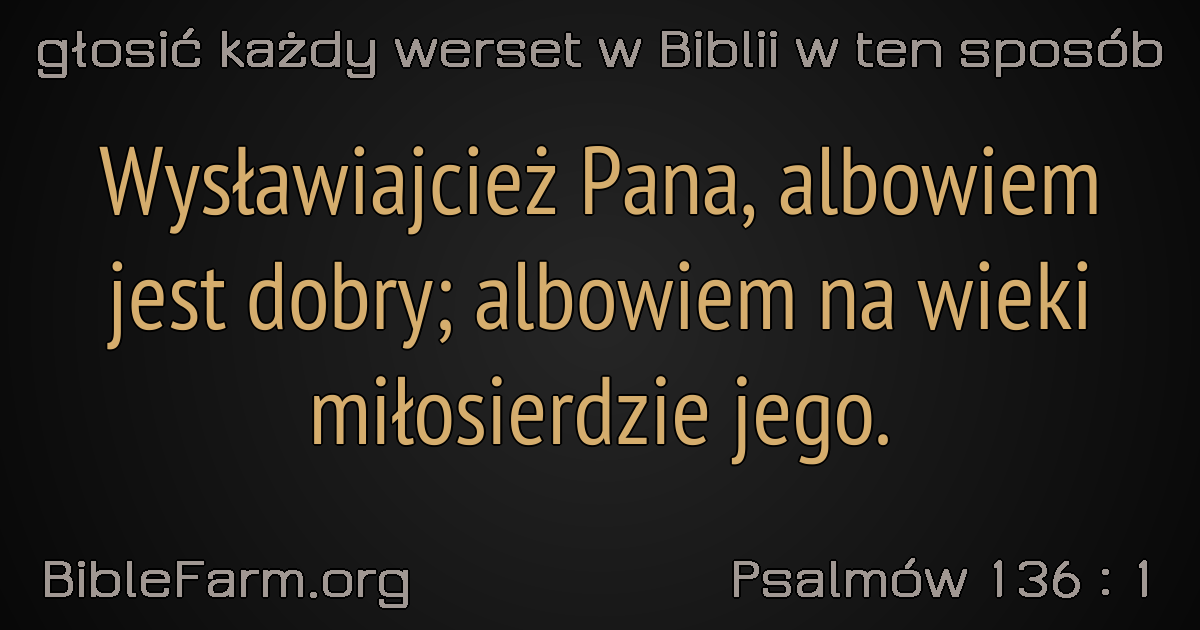 głosić każdy werset w Biblii w ten sposób
Wysławiajcież Pana, albowiem
jest dobry; albowiem na wieki
miłosierdzie jego.
BibleFarm.org
Psalmów 136 : 1